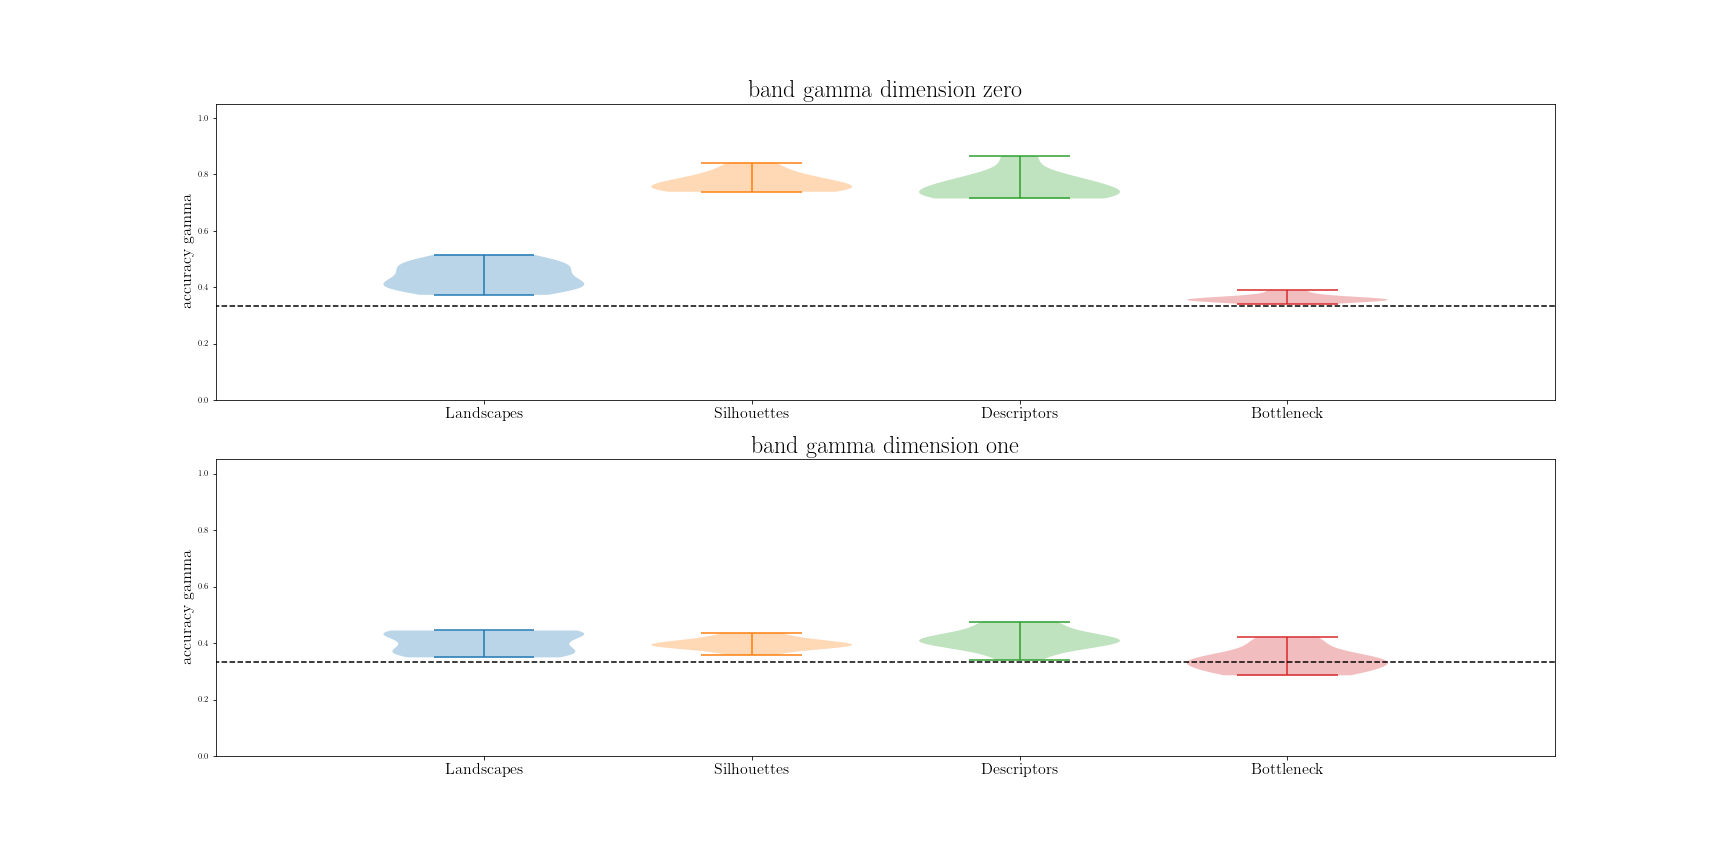 band gamma dimension zero
accuracy gamma
1.0
0.8
0.6
0.4
0.2
0.0
Landscapes Silhouettes Descriptors Bottleneck
band gamma dimension one
accuracy gamma
1.0
0.8
0.6
0.4
0.2
0.0
Landscapes Silhouettes Descriptors Bottleneck